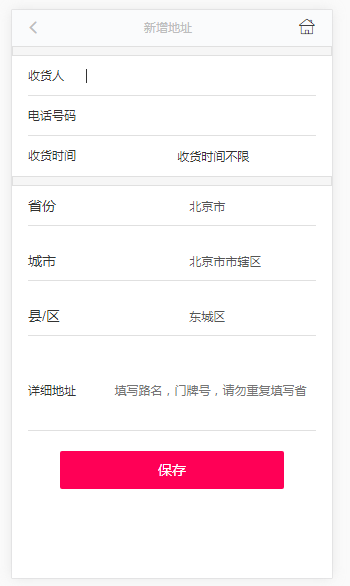 新增地址
收货人
电话号码
收货时间 收货时间不限
省份 北京市
城市 北京市市辖区
县/区 东城区
详细地址 填写路名，门牌号，请勿重复填写省
保存